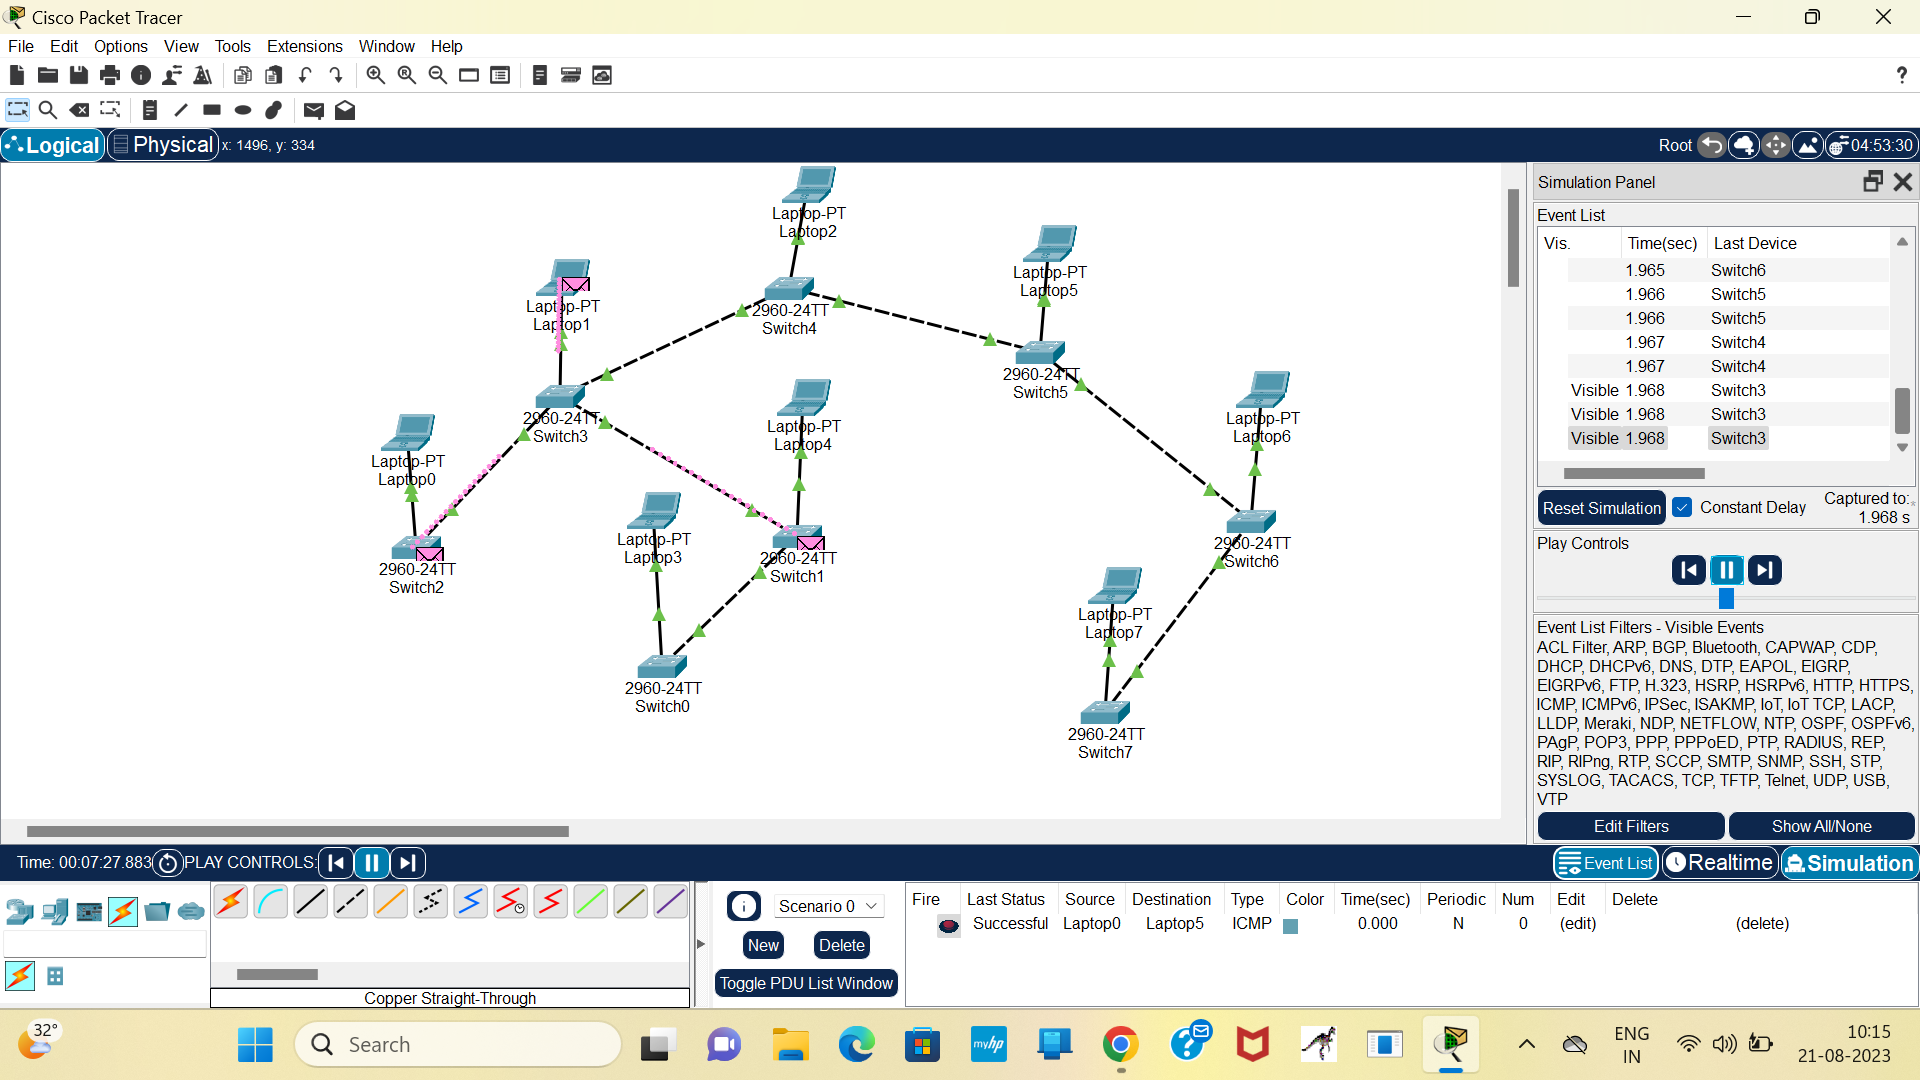 Cisco Packet Tracer
File Edit Options View Tools Extensions Window Help
?
Logical Physical x: 1496, y: 334 Root 04:53:30
Laptop-PT
Laptop2
Laptop-PT
Laptop5
Laptop-PT
Laptop1
2960-24TT
Switch4
2960-24TT
Switch5
2960-24TT
Switch3
Laptop-PT
Laptop4
Laptop-PT
Laptop6
Laptop-PT
Laptop0
Laptop-PT
Laptop3
2960-24TT
Switch1
2960-24TT
Switch6
2960-24TT
Switch2
Laptop-PT
Laptop7
2960-24TT
Switch0
2960-24TT
Switch7
Simulation Panel
Event List
Vis. Time(sec) Last Device
1.965 Switch6
1.966 Switch5
1.966 Switch5
1.967 Switch4
1.967 Switch4
Visible 1.968 Switch3
Visible 1.968 Switch3
Visible 1.968 Switch3
Reset Simulation Constant Delay Captured to:
1.968 s
Play Controls
Event List Filters - Visible Events
ACL Filter, ARP, BGP, Bluetooth, CAPWAP, CDP,
DHCP, DHCPv6, DNS, DTP, EAPOL, EIGRP,
EIGRPv6, FTP, H.323, HSRP, HSRPv6, HTTP, HTTPS,
ICMP, ICMPv6, IPSec, ISAKMP, IoT, IoT TCP, LACP,
LLDP, Meraki, NDP, NETFLOW, NTP, OSPF, OSPFv6,
PAgP, POP3, PPP, PPPoED, PTP, RADIUS, REP,
RIP, RIPng, RTP, SCCP, SMTP, SNMP, SSH, STP,
SYSLOG, TACACS, TCP, TFTP, Telnet, UDP, USB,
VTP
Edit Filters Show All/None
Time: 00:07:27.883 PLAY CONTROLS: Event List Realtime Simulation
Scenario 0
New Delete
Toggle PDU List Window
Copper Straight-Through
Fire Last Status Source Destination Type Color Time(sec) Periodic Num Edit Delete
Successful Laptop0 Laptop5 ICMP 0.000 N 0 (edit) (delete)
32°
Search
myhp
ENG
IN
10:15
21-08-2023